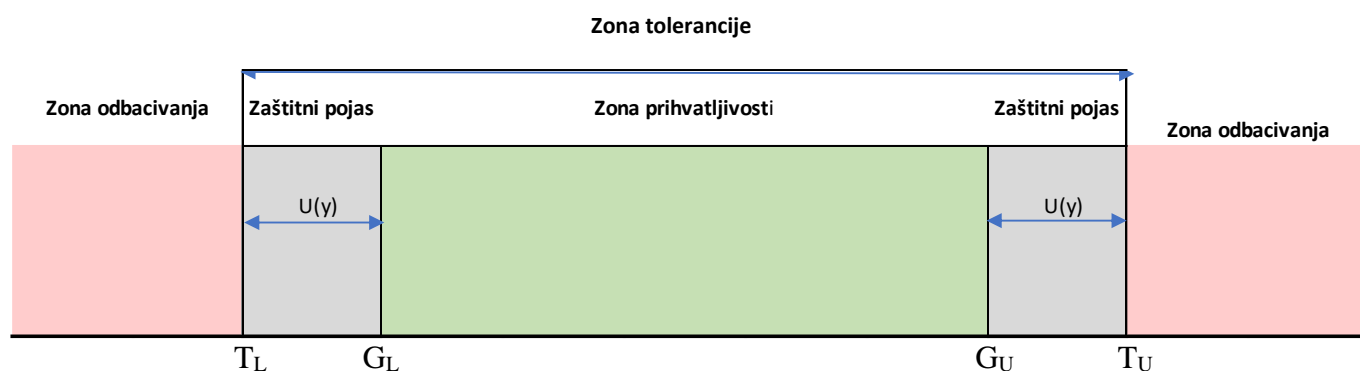 Zona tolerancije
Zona odbacivanja
Zaštitni pojas
Zona prihvatljivosti
Zaštitni pojas
Zona odbacivanja
U(y)
U(y)
TL
GL
GU
TU